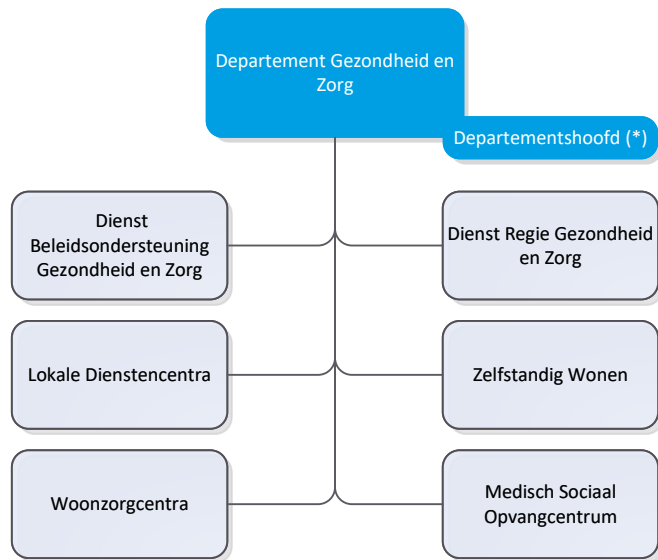 Departement Gezondheid en
Zorg
Departementshoofd (*)
Dienst
Beleidsondersteuning
Gezondheid en Zorg
Dienst Regie Gezondheid
en Zorg
Lokale Dienstencentra
Zelfstandig Wonen
Woonzorgcentra
Medisch Sociaal
Opvangcentrum